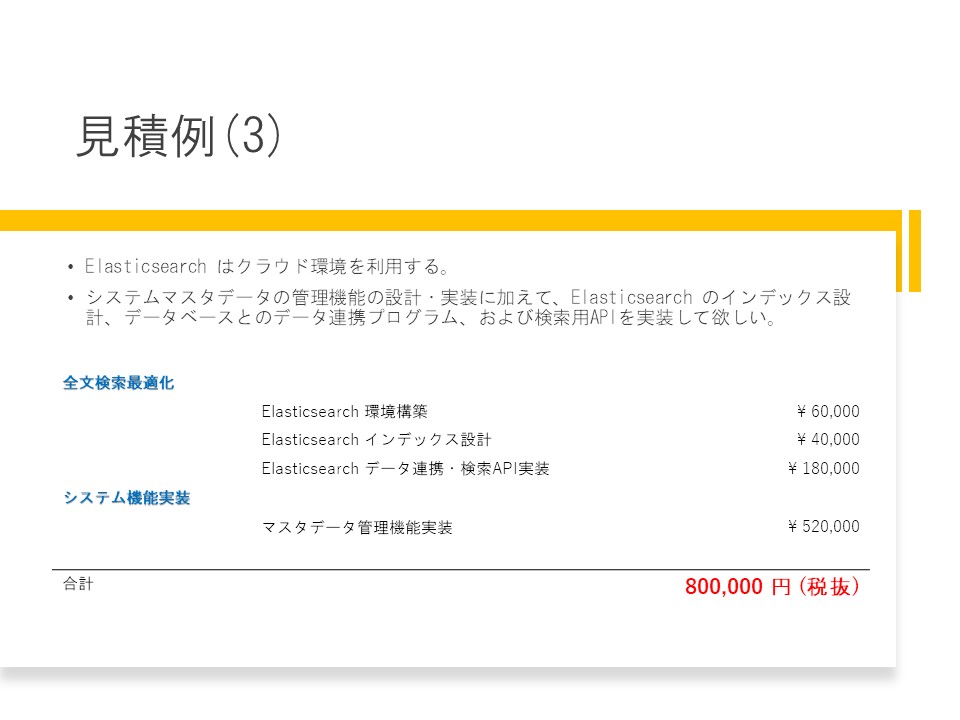 見積例(3)
• Elasticsearch はクラウド環境を利用する。
• システムマスタデータの管理機能の設計・実装に加えて、Elasticsearch のインデックス設
計、データベースとのデータ連携プログラム、および検索用APIを実装して欲しい。
全文検索最適化
Elasticsearch 環境構築 ¥ 60,000
Elasticsearch インデックス設計 ¥ 40,000
Elasticsearch データ連携・検索API実装 ¥ 180,000
システム機能実装
マスタデータ管理機能実装 ¥ 520,000
合計 800,000 円 (税抜)